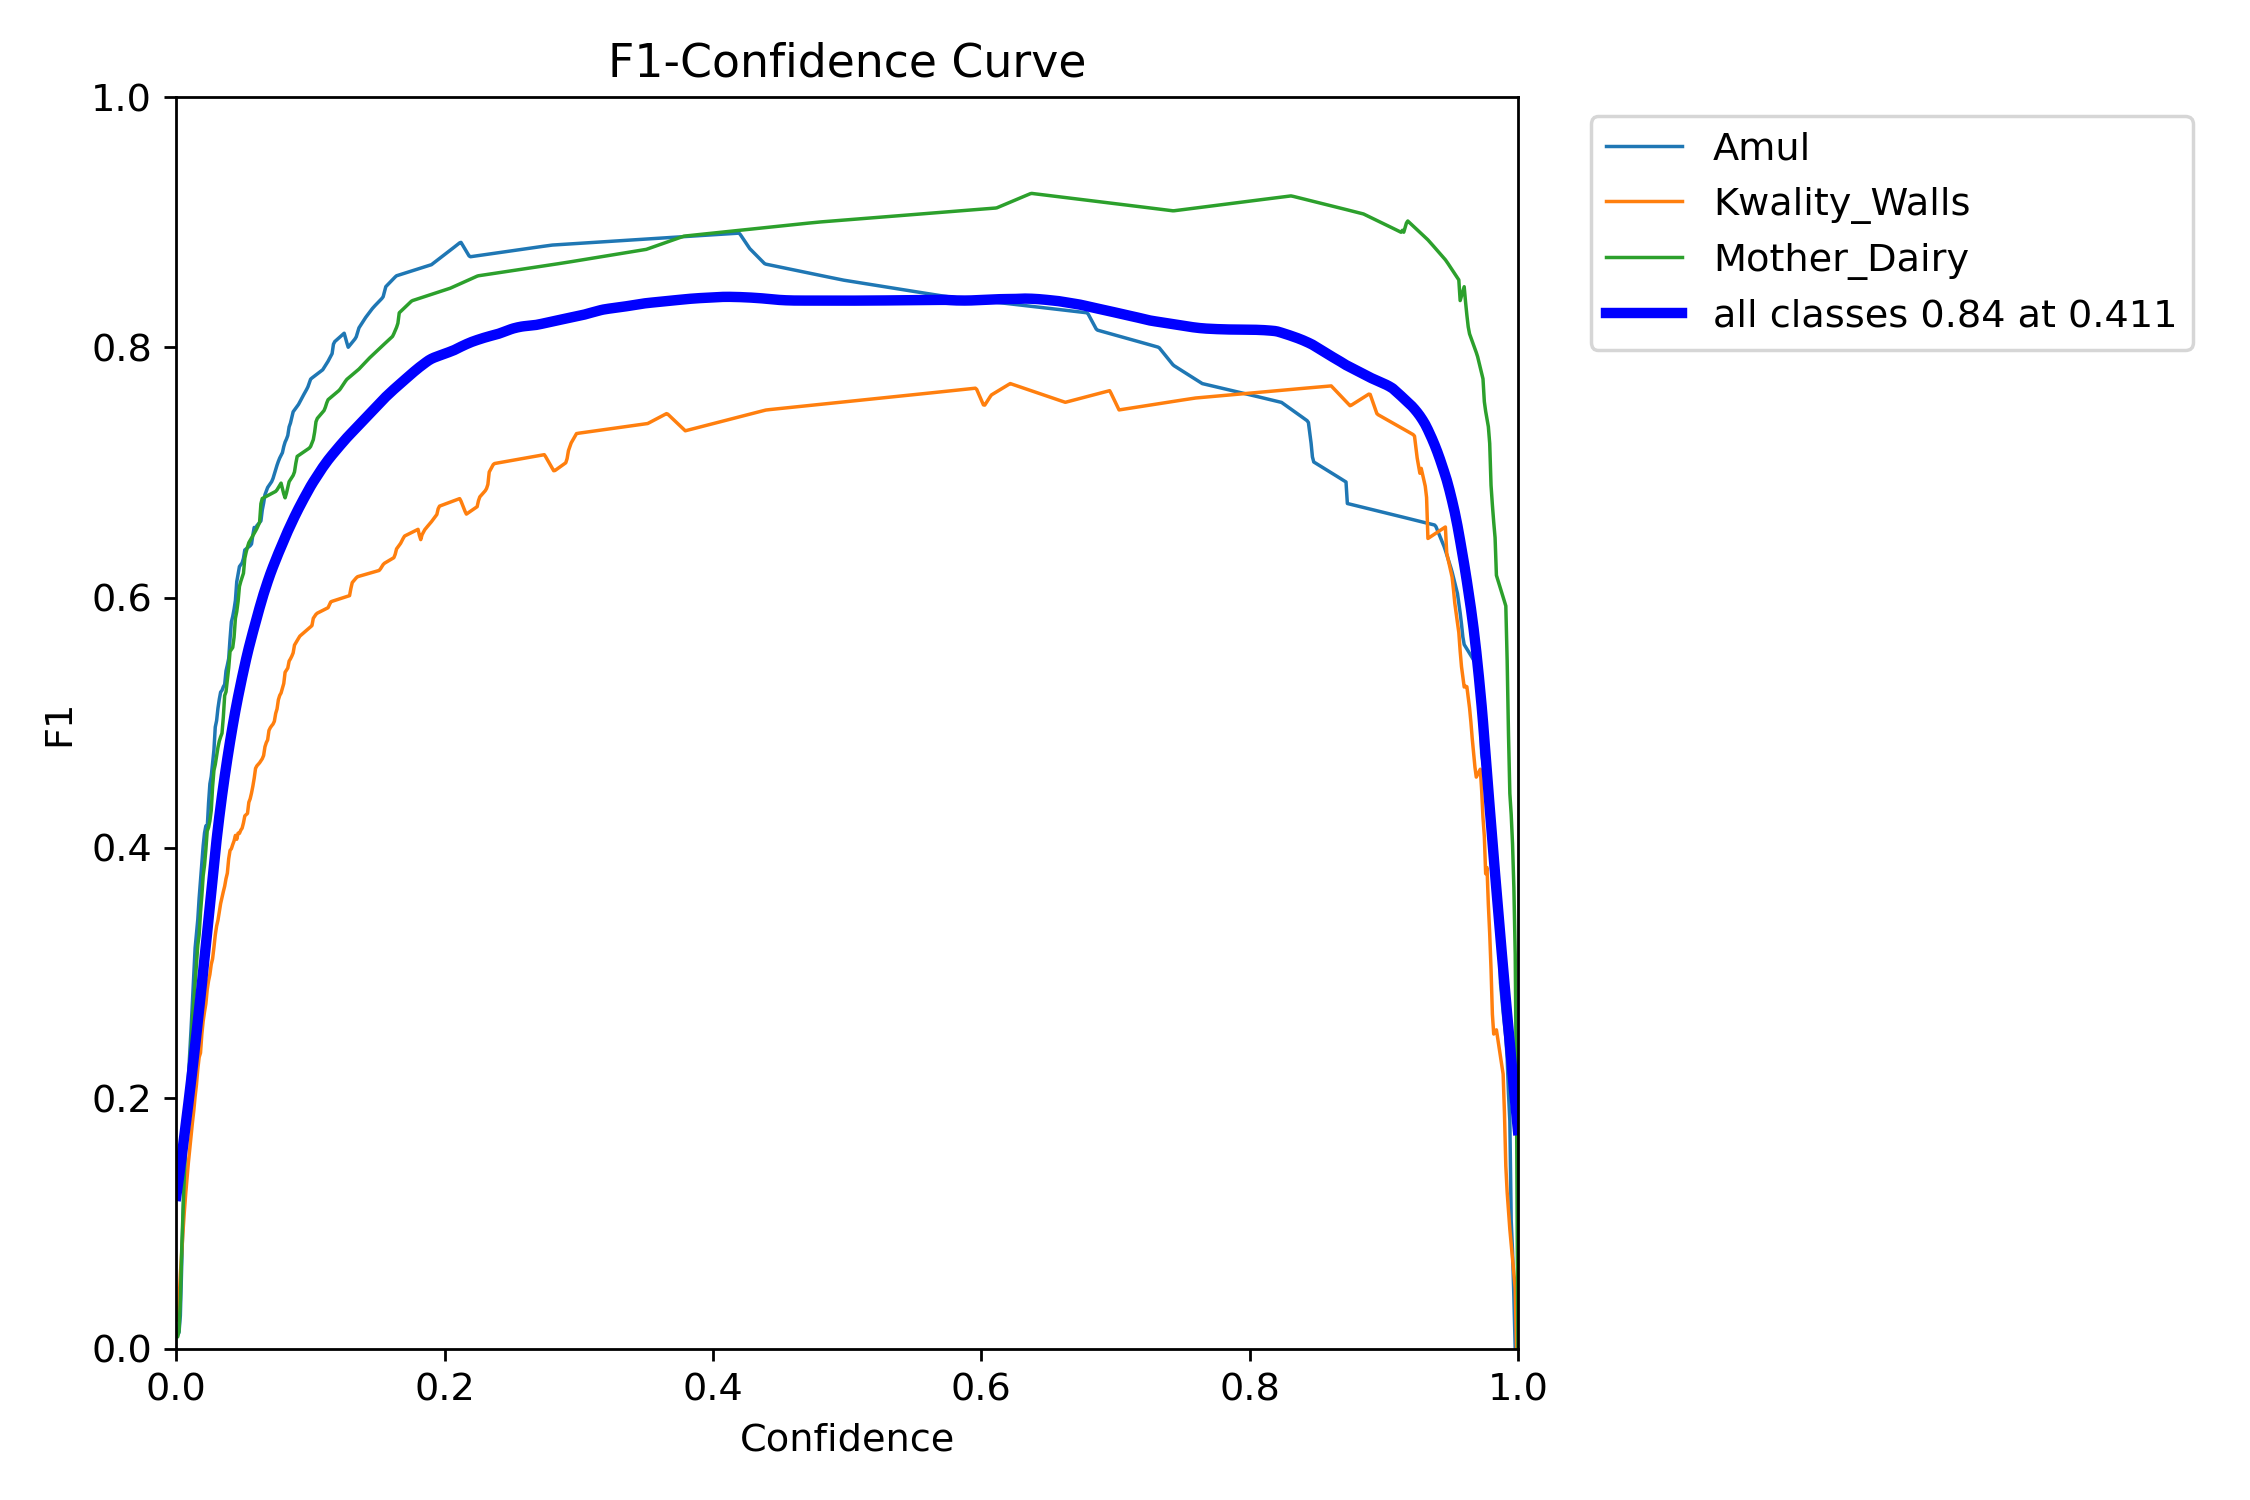 F1-Confidence Curve
1.0
0.8
0.6
0.4
0.2
0.0
F1
0.0 0.2 0.4 0.6 0.8 1.0
Confidence
Amul
Kwality_Walls
Mother_Dairy
all classes 0.84 at 0.411